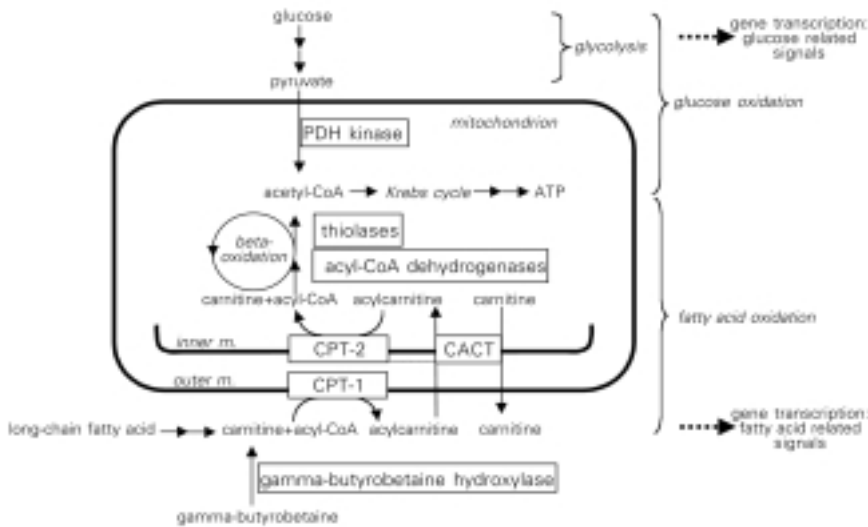 glucose
pyruvate
glycolysis
gene transcription:
glucose related
signals
glucose oxidation
mitochondrion
PDH kinase
acetyl-CoA
Krebs cycle
ATP
beta-
oxidation
thiolases
acyl-CoA dehydrogenases
carnitine+acyl-CoA
acylcarnitine
carnitine
fatty acid oxidation
inner m.
CPT-2
CACT
outer m.
CPT-1
long-chain fatty acid
carnitine+acyl-CoA
acylcarnitine
carnitine
gene transcription:
fatty acid related
signals
gamma-butyrobetaine hydroxylase
gamma-butyrobetaine